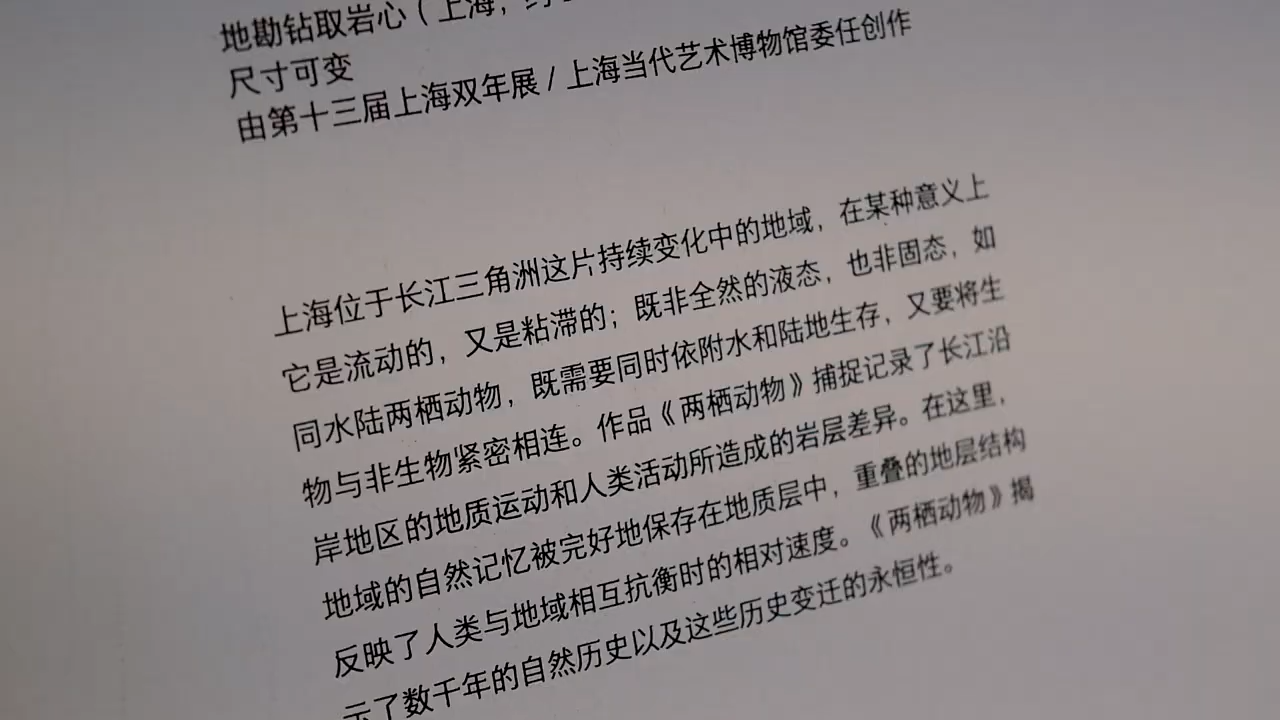 地勘钻取岩心（上海，
尺寸可变
由第十三届上海双年展 / 上海当代艺术博物馆委任创作
上海位于长江三角洲这片持续变化中的地域，在某种意义上
它是流动的，又是粘滞的；既非全然的液态，也非固态，如
同水陆两栖动物，既需要同时依附水和陆地生存，又要将生
物与非生物紧密相连。作品《两栖动物》捕捉记录了长江沿
岸地区的地质运动和人类活动所造成的岩层差异。在这里，
地域的自然记忆被完好地保存在地质层中，重叠的地层结构
反映了人类与地域相互抗衡时的相对速度。《两栖动物》揭
示了数千年的自然历史以及这些历史变迁的永恒性。